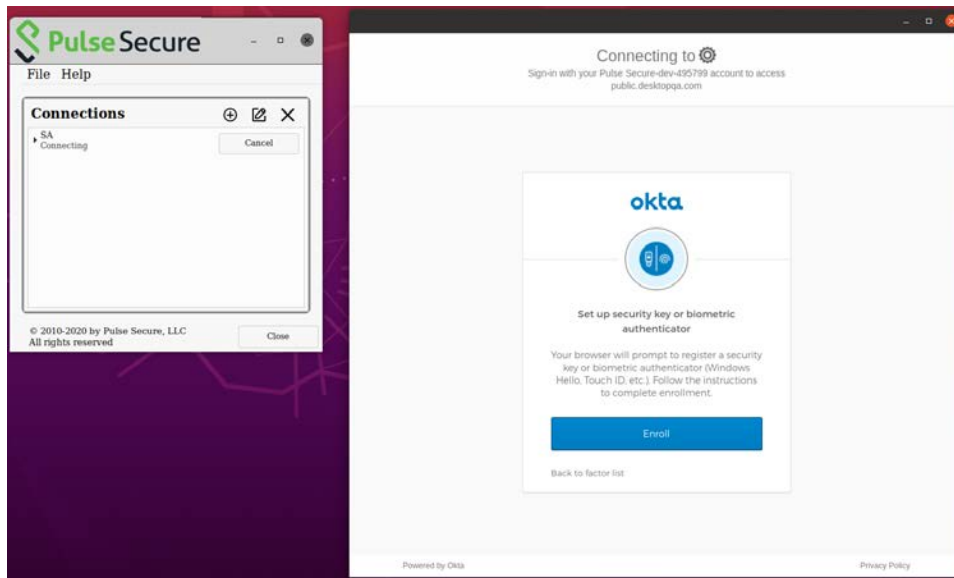 Pulse Secure
File Help
Connections
SA
Connecting
Cancel
© 2010-2020 by Pulse Secure, LLC
All rights reserved
Close
Connecting to
Sign-in with your Pulse Secure-dev-495799 account to access
public.desktopqa.com
okta
Set up security key or biometric
authenticator
Your browser will prompt to register a security
key or biometric authenticator (Windows
Hello, Touch ID, etc.). Follow the instructions
to complete enrollment.
Enroll
Back to factor list
Powered by Okta
Privacy Policy